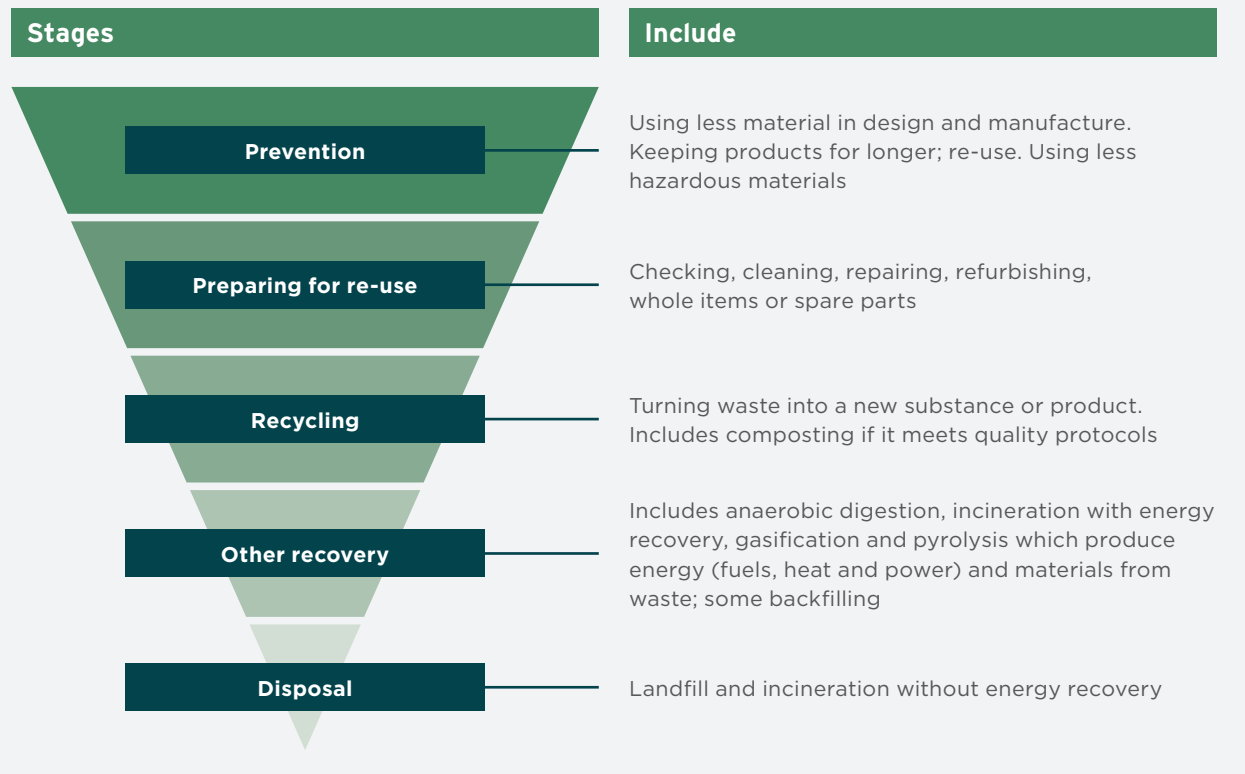 Stages
Include
Prevention
Using less material in design and manufacture.
Keeping products for longer; re-use. Using less
hazardous materials
Preparing for re-use
Checking, cleaning, repairing, refurbishing,
whole items or spare parts
Recycling
Turning waste into a new substance or product.
Includes composting if it meets quality protocols
Other recovery
Includes anaerobic digestion, incineration with energy
recovery, gasification and pyrolysis which produce
energy (fuels, heat and power) and materials from
waste; some backfilling
Disposal
Landfill and incineration without energy recovery